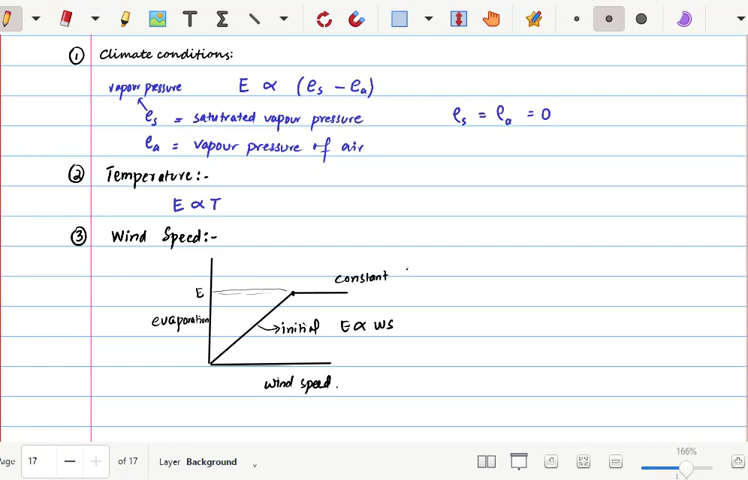 ① Climate conditions:
vapour pressure E ∝ (es - ea)
es = satutrated vapour pressure es = ea = 0
ea = vapour pressure of air
② Temperature:-
E ∝ T
③ Wind Speed:-
constant
E
evaporation
initial E ∝ WS
wind speed.
Page 17 of 17 Layer Background 166%